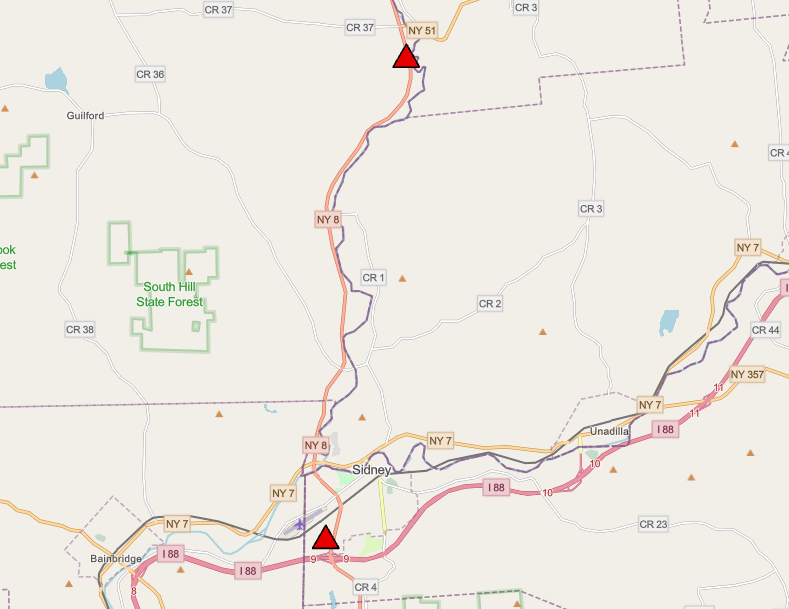 CR 37
CR 3
CR 37
NY 51
CR 36
Guilford
CR 4
CR 3
NY 8
NY 7
ook
est
CR 1
South Hill
State Forest
CR 2
I
CR 38
CR 44
NY 357
11
NY 7
11
I 88
Unadilla
NY 7
NY 8
10
Sidney
I 88
10
NY 7
NY 7
CR 23
Bainbridge
I 88
9
9
I 88
CR 4
8